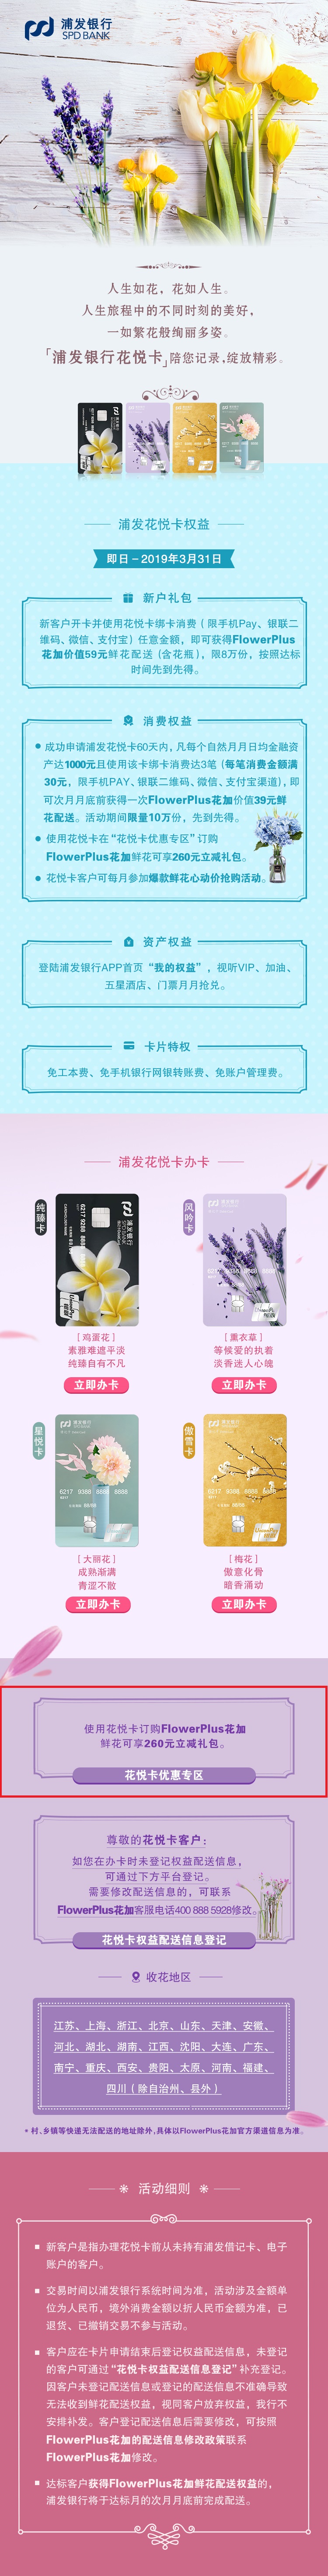 浦发银行
SPD BANK
人生如花，花如人生。
人生旅程中的不同时刻的美好，
一如繁花般绚丽多姿。
「浦发银行花悦卡」陪您记录,绽放精彩。
浦发花悦卡权益
即日－2019年3月31日
新户礼包
新客户开卡并使用花悦卡绑卡消费（限手机Pay、银联二
维码、微信、支付宝）任意金额，即可获得FlowerPlus
花加价值59元鲜花配送（含花瓶），限8万份，按照达标
时间先到先得。
消费权益
成功申请浦发花悦卡60天内，凡每个自然月月日均金融资
产达1000元且使用该卡绑卡消费达3笔（每笔消费金额满
30元，限手机PAY、银联二维码、微信、支付宝渠道），即
可次月月底前获得一次FlowerPlus花加价值39元鲜
花配送。活动期间限量10万份，先到先得。
使用花悦卡在“花悦卡优惠专区”订购
FlowerPlus花加鲜花可享260元立减礼包。
花悦卡客户可每月参加爆款鲜花心动价抢购活动。
资产权益
登陆浦发银行APP首页“我的权益”，视听VIP、加油、
五星酒店、门票月月抢兑。
卡片特权
免工本费、免手机银行网银转账费、免账户管理费。
浦发花悦卡办卡
纯臻卡
风吟卡
[ 鸡蛋花 ]
素雅难遮平淡
纯臻自有不凡
立即办卡
[ 薰衣草 ]
等候爱的执着
淡香迷人心魄
立即办卡
星悦卡
傲雪卡
6217 9388 8888 8888
6217 9388 8888 8888
[ 大丽花 ]
成熟渐满
青涩不散
立即办卡
[ 梅花 ]
傲意化骨
暗香涌动
立即办卡
使用花悦卡订购FlowerPlus花加
鲜花可享260元立减礼包。
花悦卡优惠专区
尊敬的花悦卡客户：
如您在办卡时未登记权益配送信息，
可通过下方平台登记。
需要修改配送信息的，可联系
FlowerPlus花加客服电话400 888 5928修改。
花悦卡权益配送信息登记
收花地区
江苏、上海、浙江、北京、山东、天津、安徽、
河北、湖北、湖南、江西、沈阳、大连、广东、
南宁、重庆、西安、贵阳、太原、河南、福建、
四川（除自治州、县外）
* 村、乡镇等快递无法配送的地址除外,具体以FlowerPlus花加官方渠道信息为准。
活动细则
新客户是指办理花悦卡前从未持有浦发借记卡、电子
账户的客户。
交易时间以浦发银行系统时间为准，活动涉及金额单
位为人民币，境外消费金额以折人民币金额为准，已
退货、已撤销交易不参与活动。
客户应在卡片申请结束后登记权益配送信息，未登记
的客户可通过“花悦卡权益配送信息登记”补充登记。
因客户未登记配送信息或登记的配送信息不准确导致
无法收到鲜花配送权益，视同客户放弃权益，我行不
安排补发。客户登记配送信息后需要修改，可按照
FlowerPlus花加的配送信息修改政策联系
FlowerPlus花加修改。
达标客户获得FlowerPlus花加鲜花配送权益的，
浦发银行将于达标月的次月月底前完成配送。